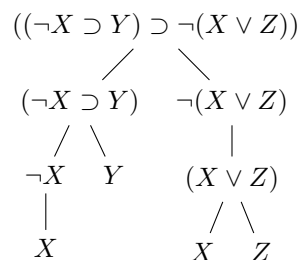 ((¬X ⊃ Y) ⊃ ¬(X ∨ Z))
(¬X ⊃ Y) ¬(X ∨ Z)
¬X Y (X ∨ Z)
X X Z